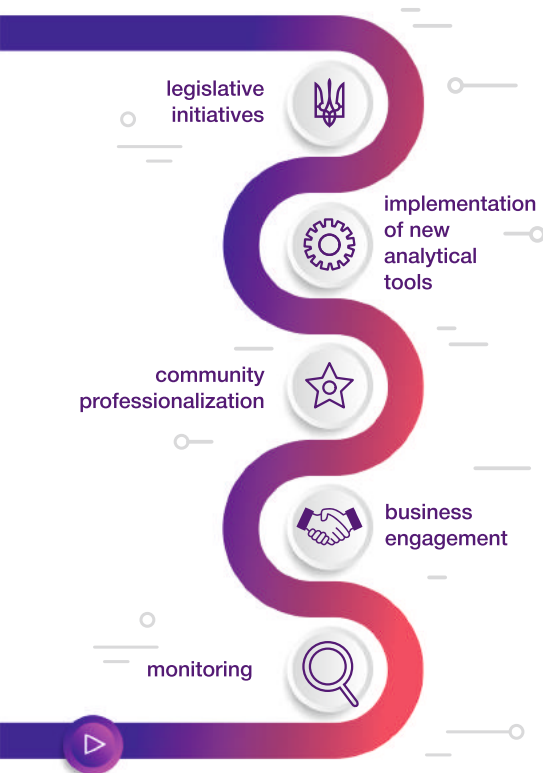 legislative
initiatives
implementation
of new
analytical
tools
community
professionalization
business
engagement
monitoring